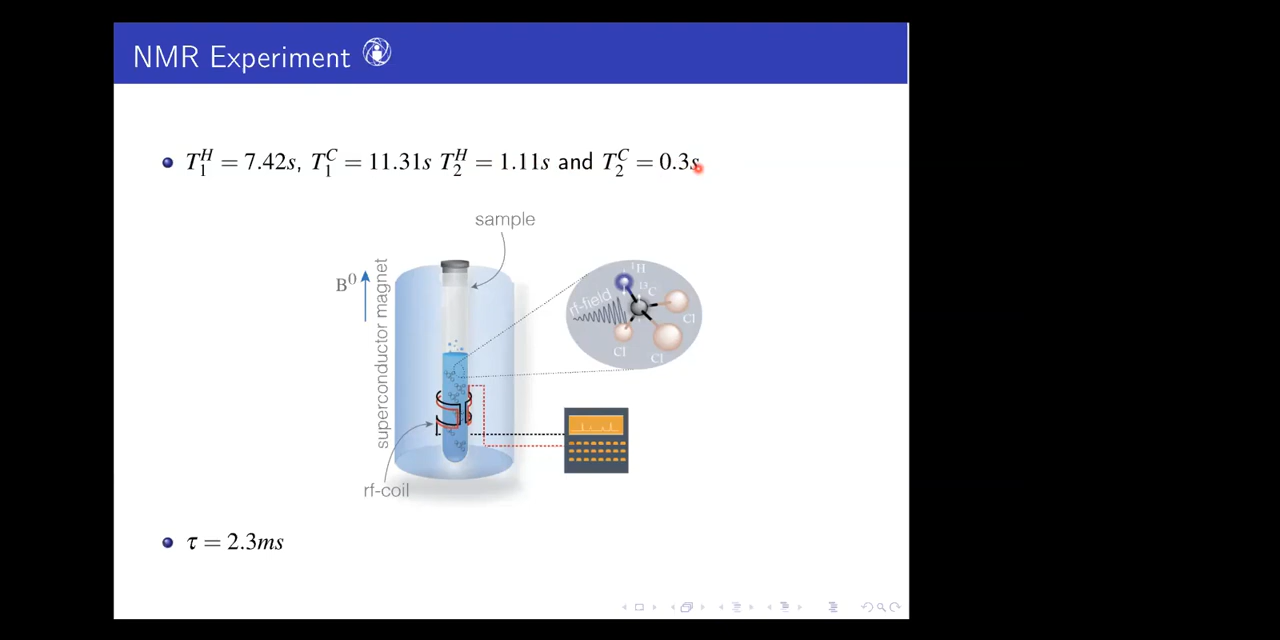 NMR Experiment
T₁ᴴ = 7.42s, T₁ᶜ = 11.31s T₂ᴴ = 1.11s and T₂ᶜ = 0.3s
sample
B⁰
superconductor magnet
¹H
¹³C
rf-field
Cl
Cl
Cl
rf-coil
τ = 2.3ms